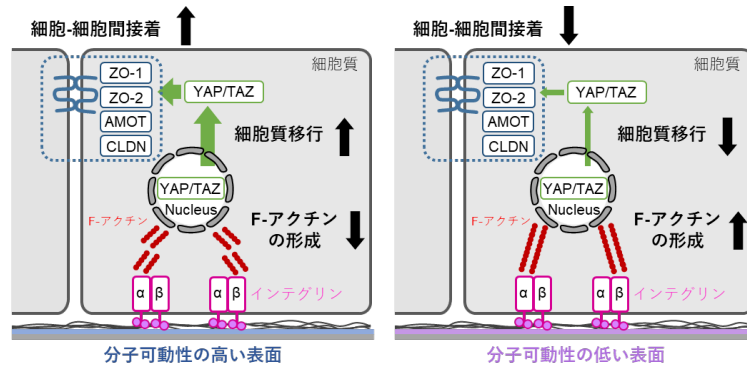 細胞-細胞間接着
細胞質
ZO-1
ZO-2
AMOT
CLDN
YAP/TAZ
細胞質移行
YAP/TAZ
Nucleus
F-アクチン
F-アクチン
の形成
α β
α β
インテグリン
分子可動性の高い表面
細胞-細胞間接着
細胞質
ZO-1
ZO-2
AMOT
CLDN
YAP/TAZ
細胞質移行
YAP/TAZ
Nucleus
F-アクチン
F-アクチン
の形成
α β
α β
インテグリン
分子可動性の低い表面